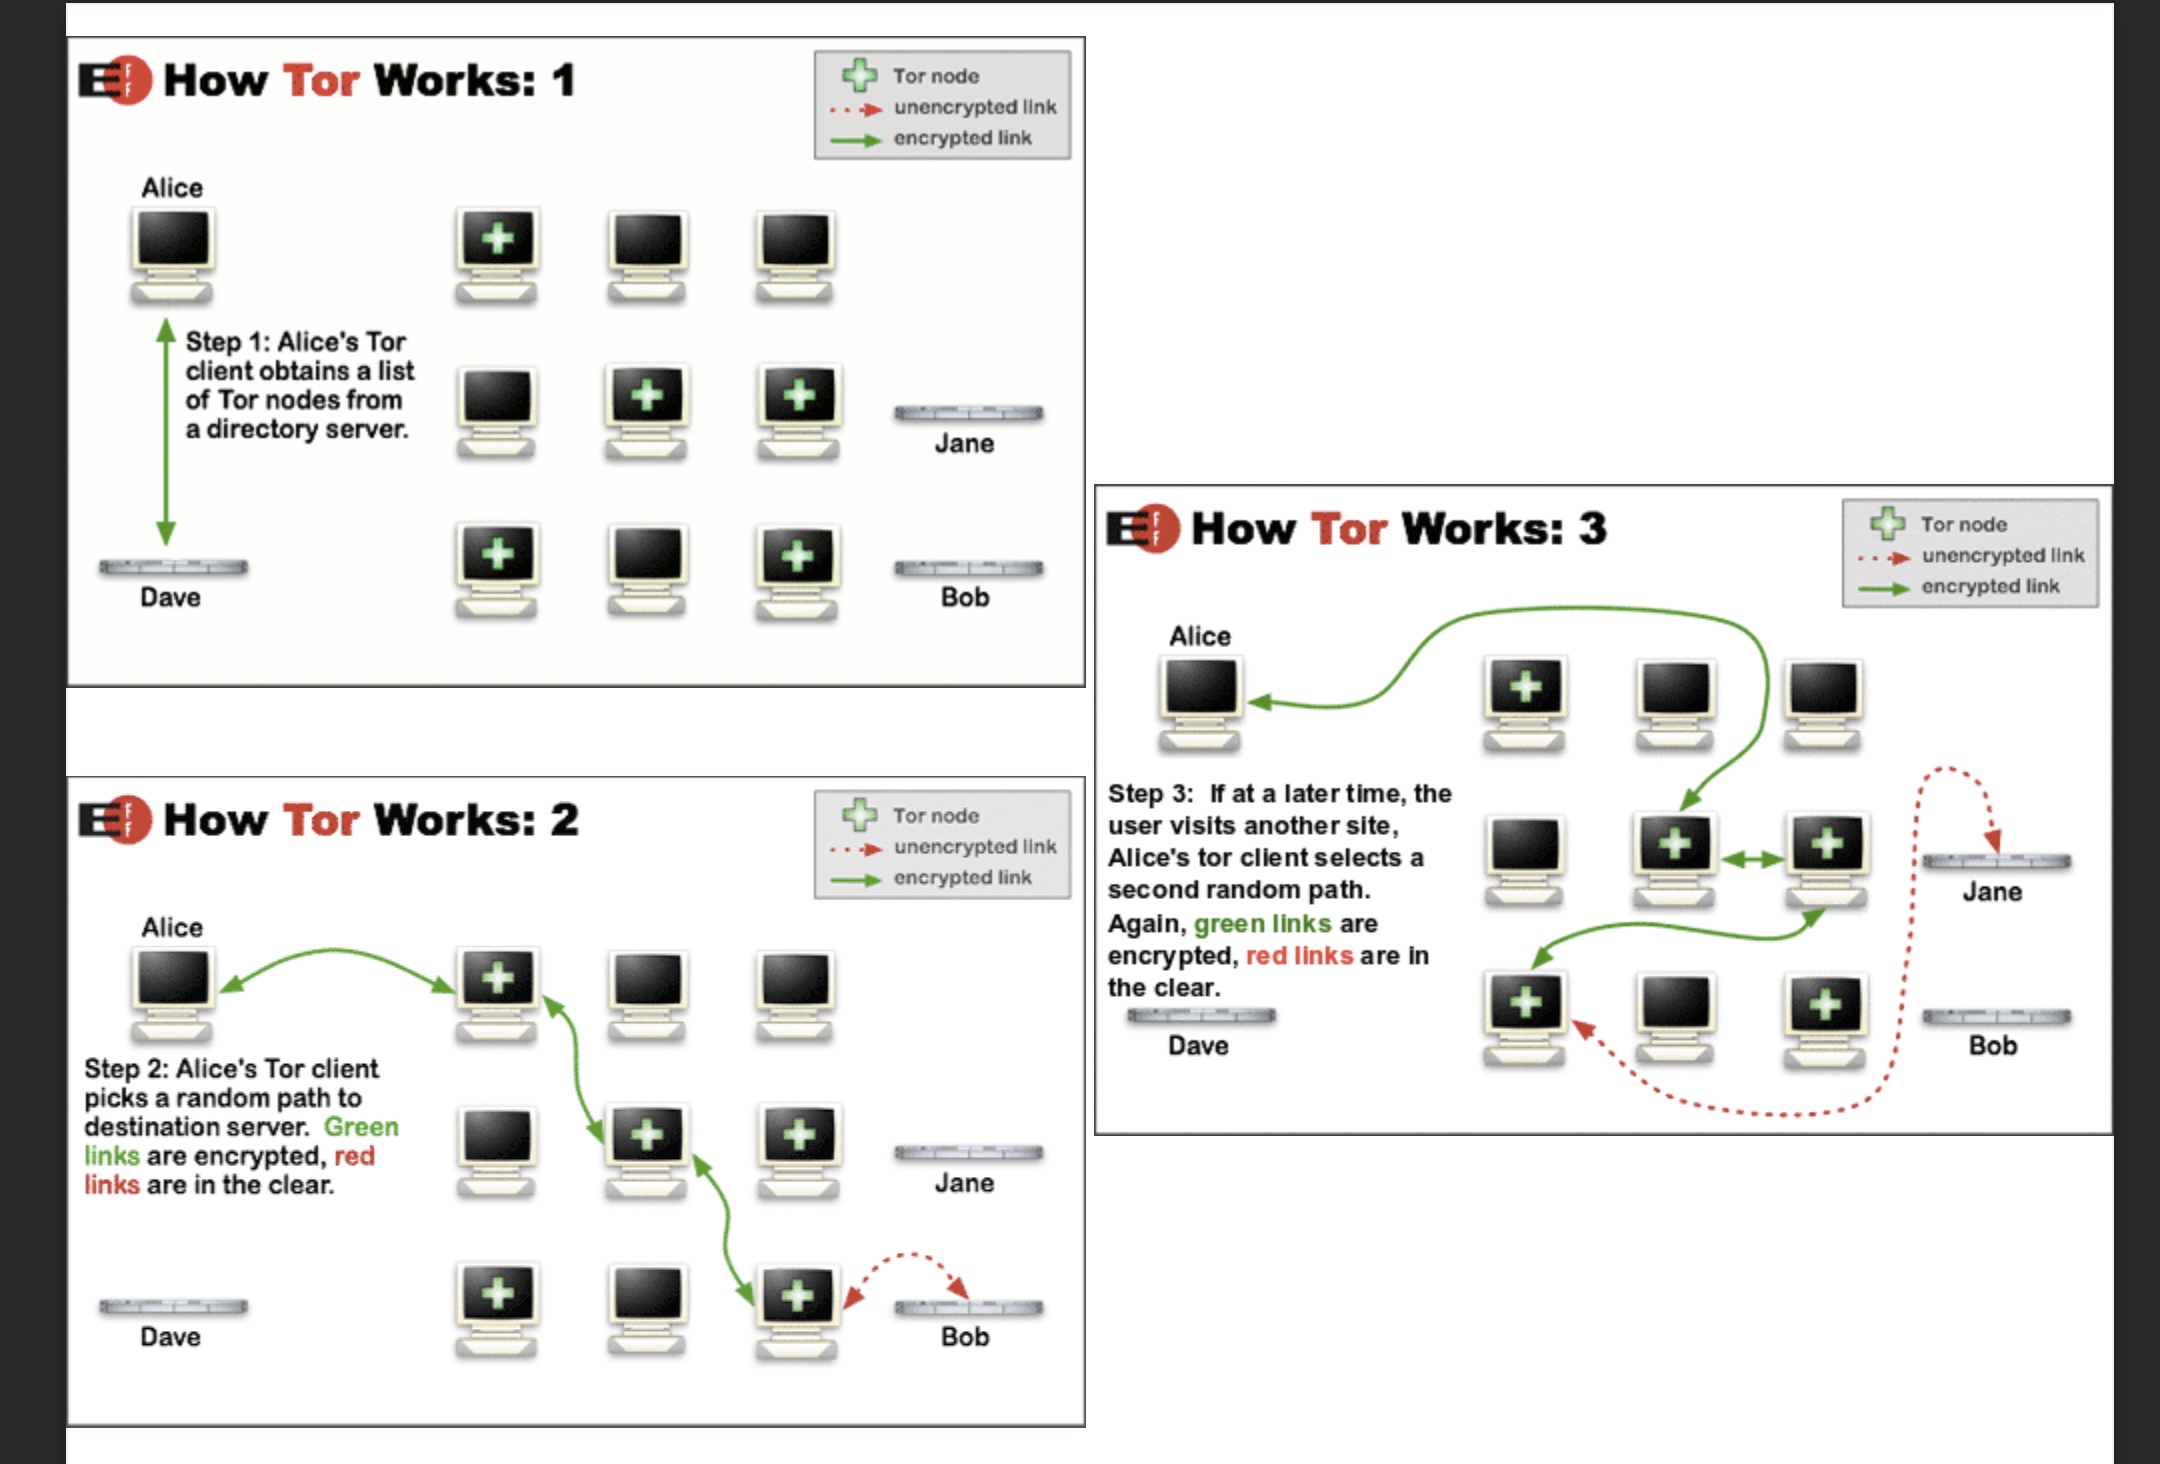 EFF How Tor Works: 1
Tor node
unencrypted link
encrypted link
Alice
Step 1: Alice's Tor
client obtains a list
of Tor nodes from
a directory server.
Jane
Dave
Bob
EFF How Tor Works: 2
Tor node
unencrypted link
encrypted link
Alice
Step 2: Alice's Tor client
picks a random path to
destination server. Green
links are encrypted, red
links are in the clear.
Jane
Dave
Bob
EFF How Tor Works: 3
Tor node
unencrypted link
encrypted link
Alice
Step 3: If at a later time, the
user visits another site,
Alice's tor client selects a
second random path.
Again, green links are
encrypted, red links are in
the clear.
Jane
Dave
Bob